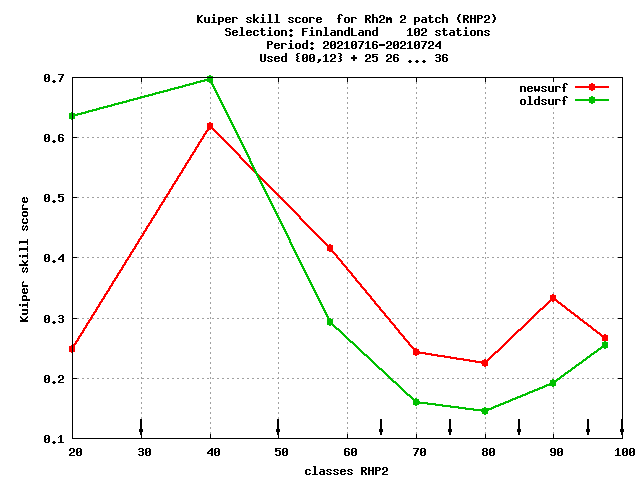 Kuiper skill score  for Rh2m 2 patch (RHP2)
Selection: FinlandLand    102 stations
Period: 20210716-20210724
Used {00,12} + 25 26 ... 36
newsurf
oldsurf
0.7
0.6
0.5
0.4
0.3
0.2
0.1
Kuiper skill score
20 30 40 50 60 70 80 90 100
classes RHP2